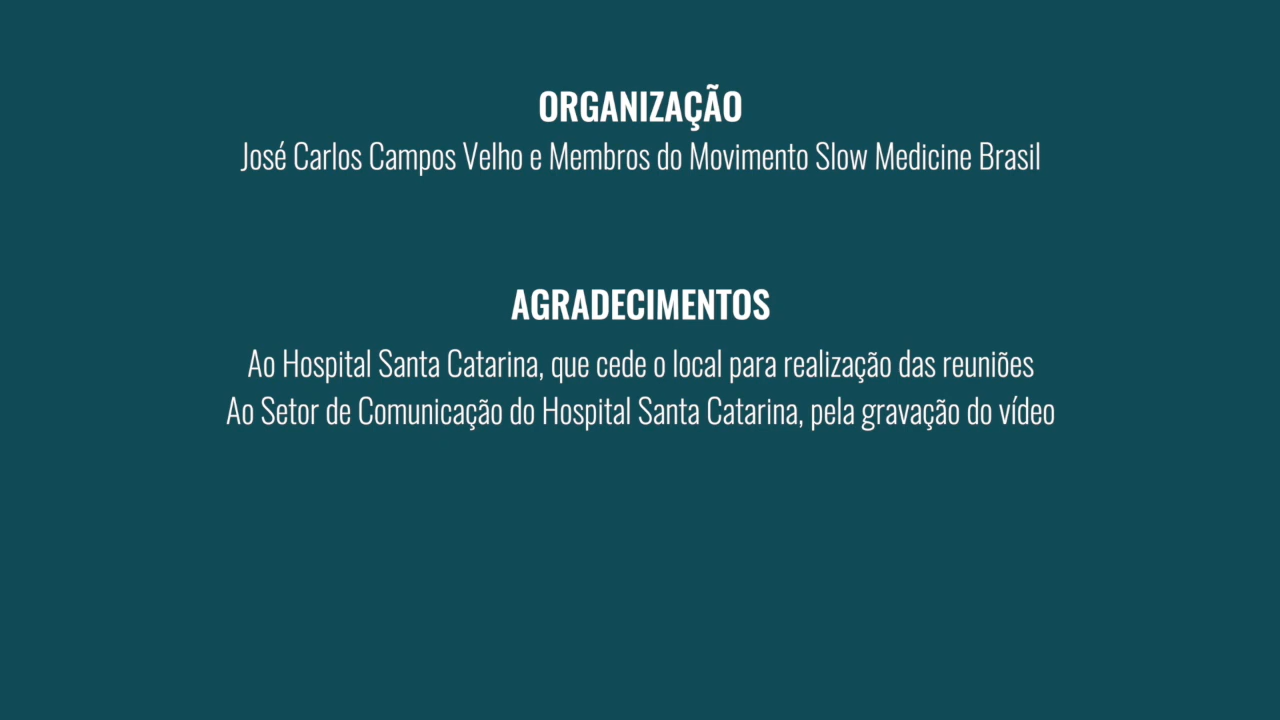 ORGANIZAÇÃO
José Carlos Campos Velho e Membros do Movimento Slow Medicine Brasil
AGRADECIMENTOS
Ao Hospital Santa Catarina, que cede o local para realização das reuniões
Ao Setor de Comunicação do Hospital Santa Catarina, pela gravação do vídeo